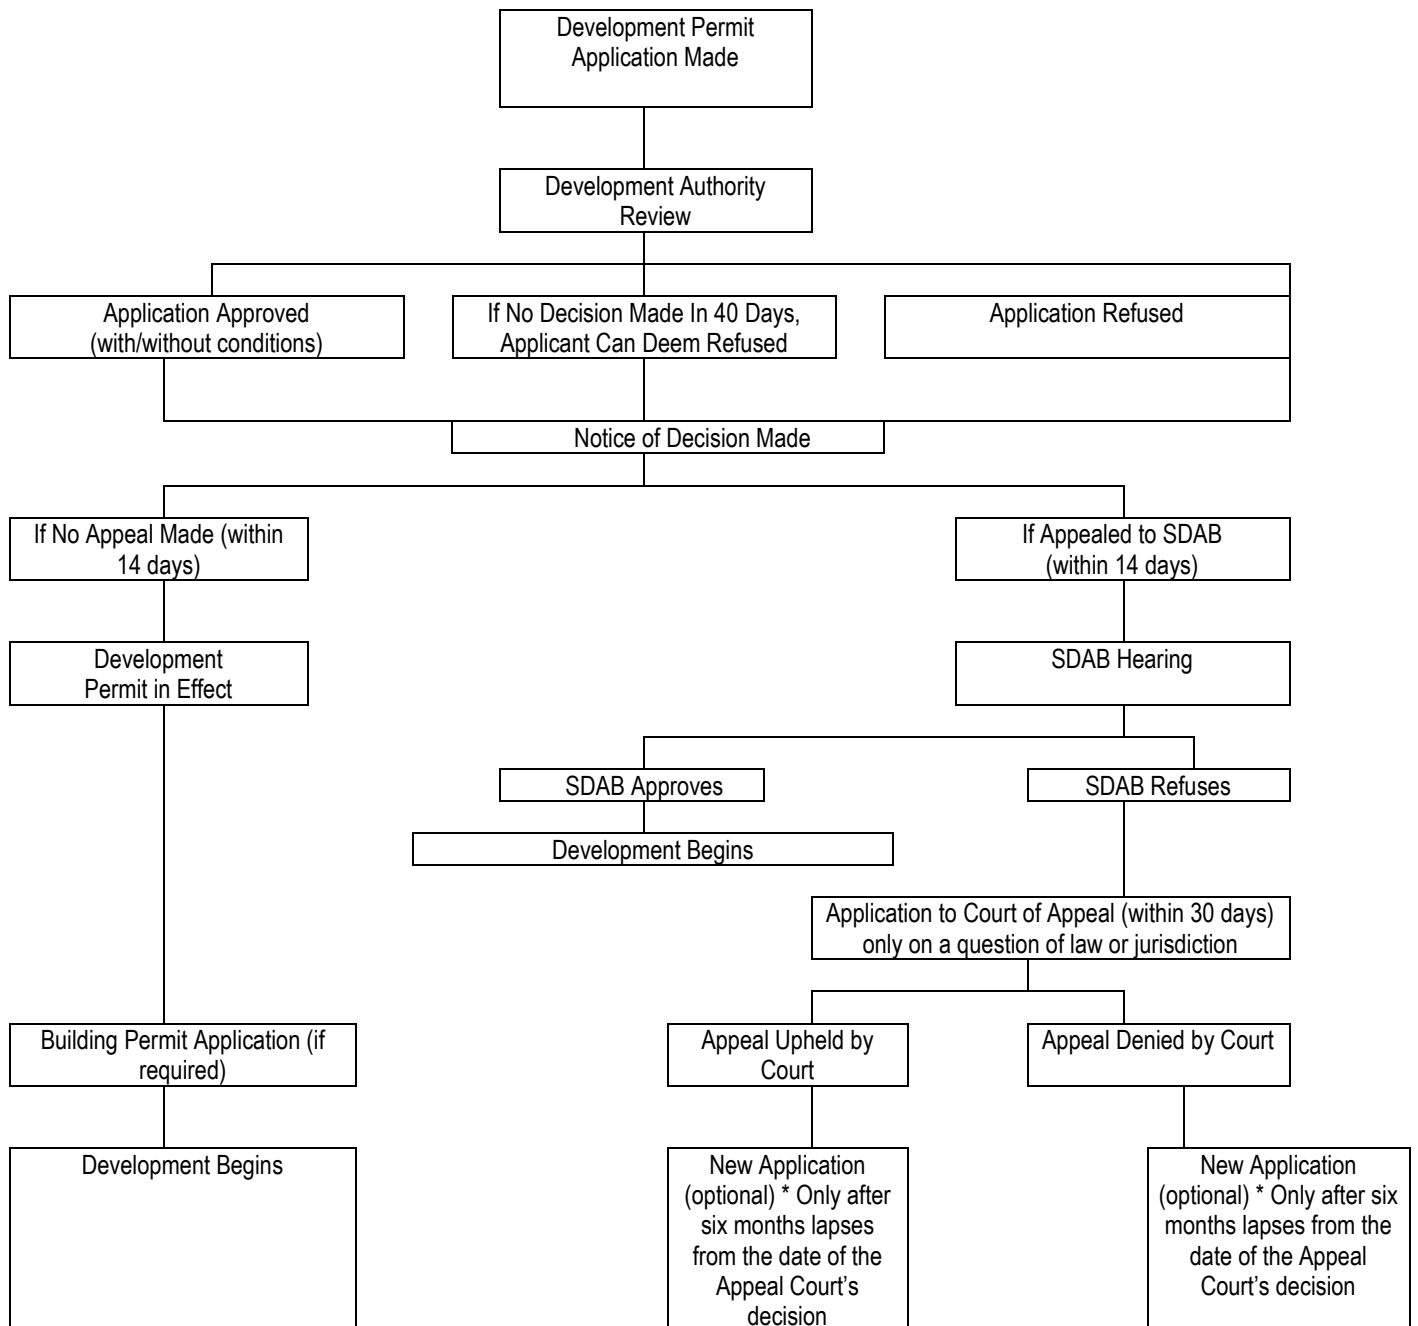 Development Permit
Application Made
Development Authority
Review
Application Approved
(with/without conditions)
If No Decision Made In 40 Days,
Applicant Can Deem Refused
Application Refused
Notice of Decision Made
If No Appeal Made (within
14 days)
If Appealed to SDAB
(within 14 days)
Development
Permit in Effect
SDAB Hearing
SDAB Approves
SDAB Refuses
Development Begins
Application to Court of Appeal (within 30 days)
only on a question of law or jurisdiction
Building Permit Application (if
required)
Appeal Upheld by
Court
Appeal Denied by Court
Development Begins
New Application
(optional) * Only after
six months lapses
from the date of the
Appeal Court's
decision
New Application
(optional) * Only after six
months lapses from the
date of the Appeal
Court's decision